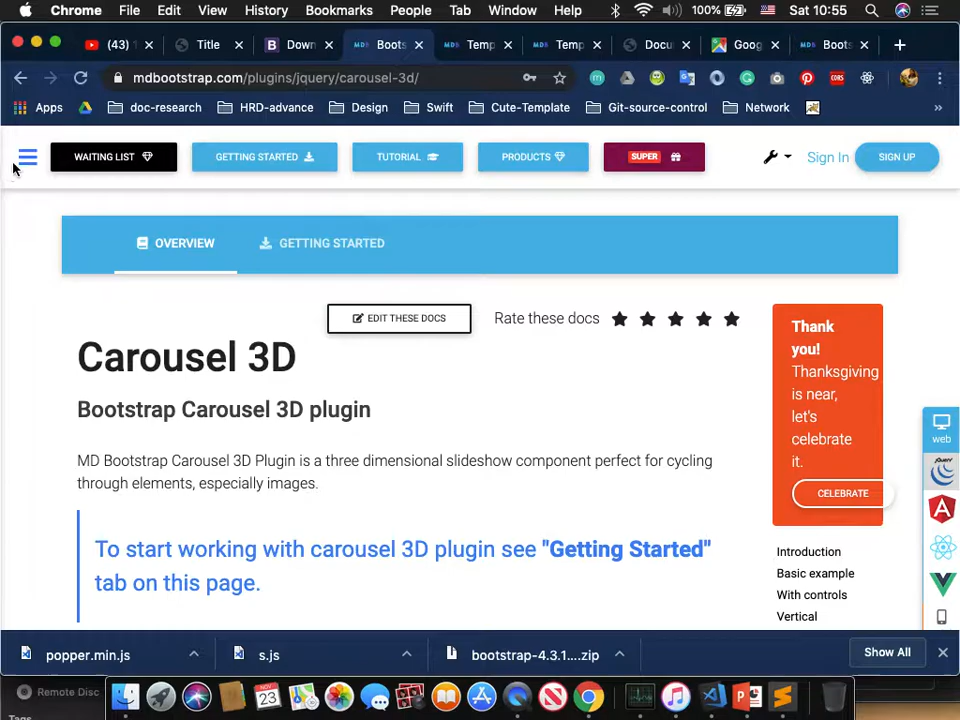 Chrome File Edit View History Bookmarks People Tab Window Help 100% Sat 10:55
(43) Title Down Boots Temp Temp Docu Goog Boots
mdbootstrap.com/plugins/jquery/carousel-3d/
Apps doc-research HRD-advance Design Swift Cute-Template Git-source-control Network »
WAITING LIST GETTING STARTED TUTORIAL PRODUCTS SUPER Sign In SIGN UP
OVERVIEW GETTING STARTED
EDIT THESE DOCS Rate these docs
Carousel 3D
Bootstrap Carousel 3D plugin
MD Bootstrap Carousel 3D Plugin is a three dimensional slideshow component perfect for cycling
through elements, especially images.
To start working with carousel 3D plugin see "Getting Started"
tab on this page.
Thank
you!
Thanksgiving
is near,
let's
celebrate
it.
CELEBRATE
Introduction
Basic example
With controls
Vertical
web
jQuery
popper.min.js s.js bootstrap-4.3.1....zip Show All
Remote Disc
NOV
23
Tags